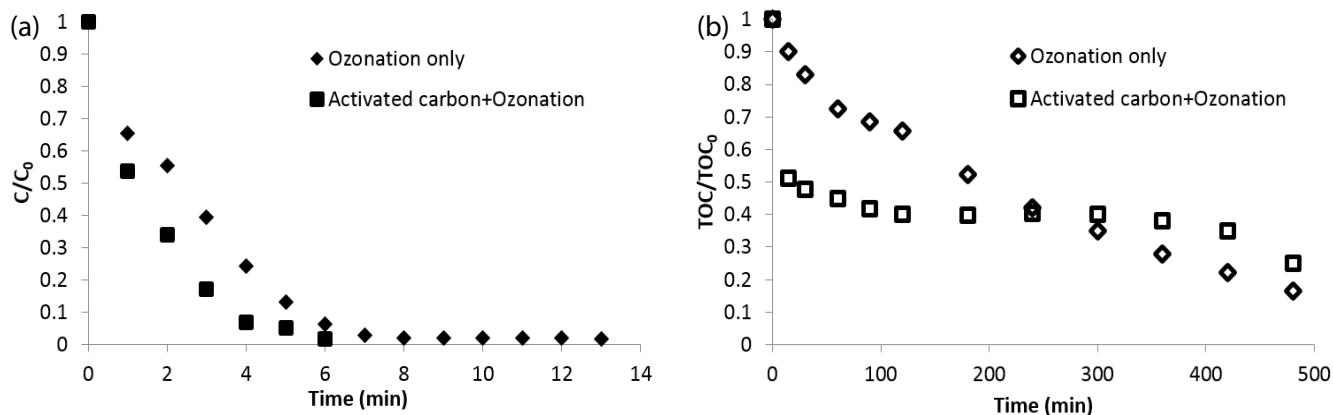 (a)
C/C₀
1
0.9
0.8
0.7
0.6
0.5
0.4
0.3
0.2
0.1
0
Ozonation only
Activated carbon+Ozonation
0 2 4 6 8 10 12 14
Time (min)
(b)
TOC/TOC₀
1
0.9
0.8
0.7
0.6
0.5
0.4
0.3
0.2
0.1
0
Ozonation only
Activated carbon+Ozonation
0 100 200 300 400 500
Time (min)